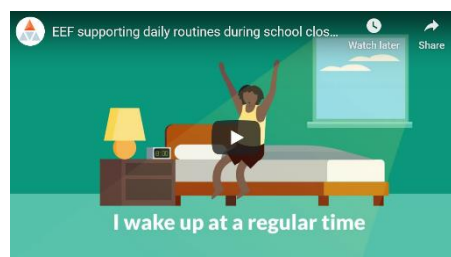 EEF supporting daily routines during school clos...
Watch later
Share
I wake up at a regular time